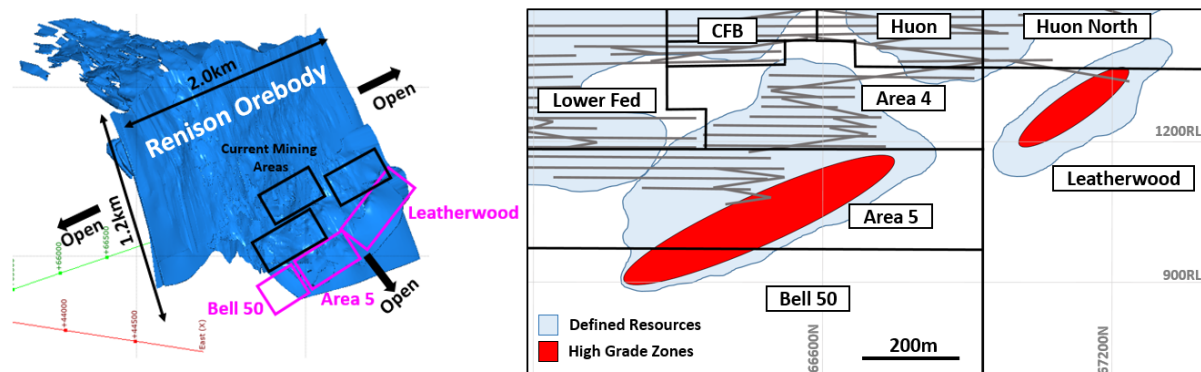 2.0km
Open
Renison Orebody
Current Mining
Areas
Leatherwood
Open
1.2km
+66500
+66000
Open
Bell 50
Area 5
+44000
+44500
East (X)
CFB
Huon
Huon North
Lower Fed
Area 4
1200RL
Leatherwood
Area 5
900RL
Bell 50
Defined Resources
High Grade Zones
66600N
200m
67200N